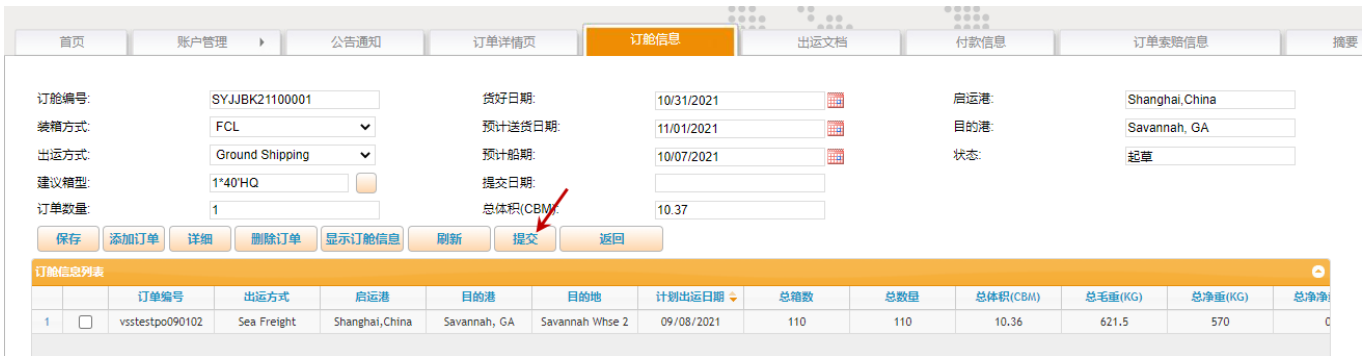 首页 账户管理 公告通知 订单详情页 订舱信息 出运文档 付款信息 订单索赔信息 摘要
订舱编号: SYJJBK21100001 货好日期: 10/31/2021 启运港: Shanghai,China
装箱方式: FCL 预计送货日期: 11/01/2021 目的港: Savannah, GA
出运方式: Ground Shipping 预计船期: 10/07/2021 状态: 起草
建议箱型: 1*40'HQ 提交日期:
订单数量: 1 总体积(CBM): 10.37
保存 添加订单 详细 删除订单 显示订舱信息 刷新 提交 返回
订舱信息列表
订单编号 出运方式 启运港 目的港 目的地 计划出运日期 总箱数 总数量 总体积(CBM) 总毛重(KG) 总净重(KG) 总净净
1 vsstestpo090102 Sea Freight Shanghai,China Savannah, GA Savannah Whse 2 09/08/2021 110 110 10.36 621.5 570